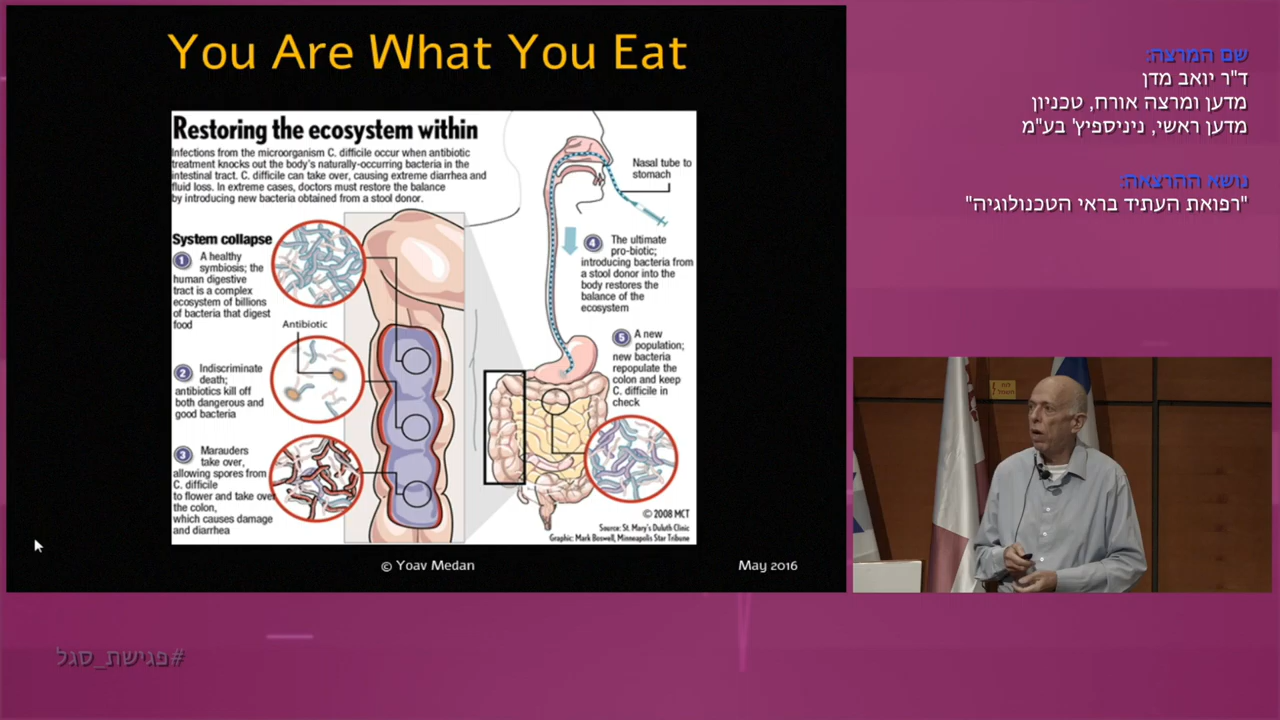 You Are What You Eat
Restoring the ecosystem within
Infections from the microorganism C. difficile occur when antibiotic
treatment knocks out the body's naturally-occurring bacteria in the
intestinal tract. C. difficile can take over, causing extreme diarrhea and
fluid loss. In extreme cases, doctors must restore the balance
by introducing new bacteria obtained from a stool donor.
System collapse
1 A healthy
symbiosis; the
human digestive
tract is a complex
ecosystem of billions
of bacteria that digest
food
Antibiotic
2 Indiscriminate
death;
antibiotics kill off
both dangerous and
good bacteria
3 Marauders
take over,
allowing spores from
C. difficile
to flower and take over
the colon,
which causes damage
and diarrhea
Nasal tube to
stomach
4 The ultimate
pro-biotic;
introducing bacteria from
a stool donor into the
body restores the
balance of the
ecosystem
5 A new
population;
new bacteria
repopulate the
colon and keep
C. difficile in
check
© 2008 MCT
Source: St. Mary's Duluth Clinic
Graphic: Mark Boswell, Minneapolis Star Tribune
© Yoav Medan
May 2016
שם המרצה:
ד"ר יואב מדן
מדען ומרצה אורח, טכניון
מדען ראשי, ניניספיץ' בע"מ
נושא ההרצאה:
"רפואת העתיד בראי הטכנולוגיה"
#פגישת_סגל